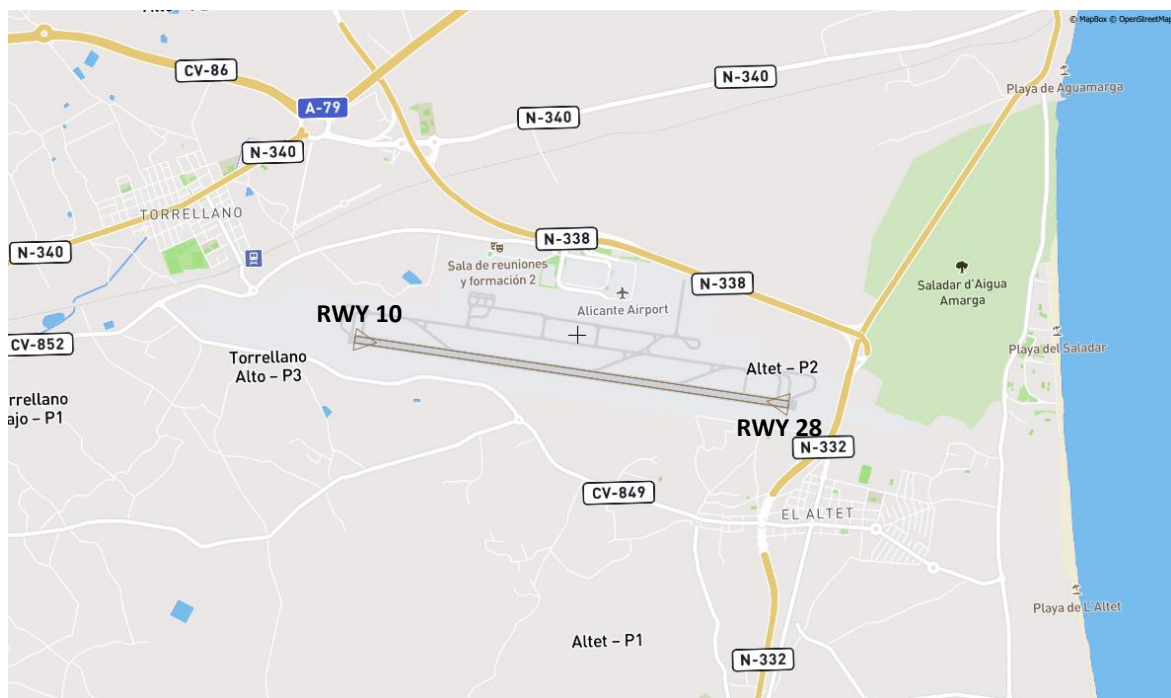 © MapBox © OpenStreetMap
CV-86
N-340
A-79
Playa de Aguamarga
N-340
N-340
TORRELLANO
N-338
N-340
Sala de reuniones
y formación 2
N-338
Saladar d'Aigua
Amarga
Alicante Airport
RWY 10
CV-852
Playa del Saladar
Torrellano
Alto – P3
Altet – P2
rrellano
ajo – P1
RWY 28
N-332
CV-849
EL ALTET
Playa de L'Altet
Altet – P1
N-332